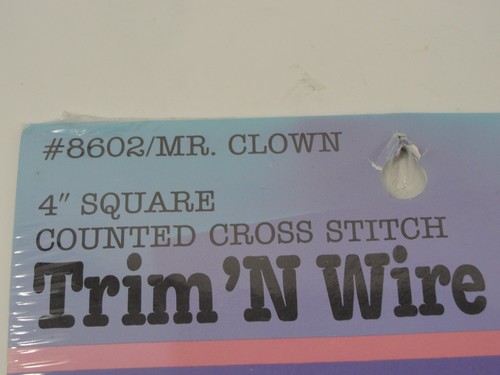 #8602/MR. CLOWN
4" SQUARE
COUNTED CROSS STITCH
Trim 'N Wire